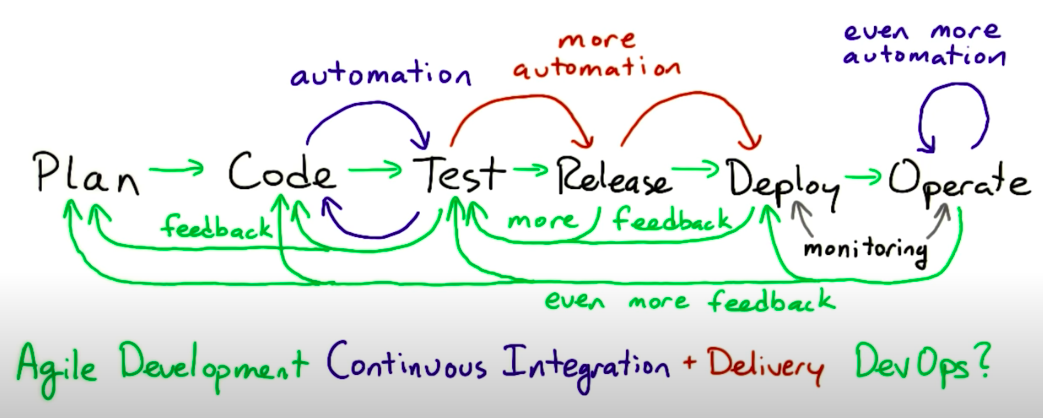 even more
automation
more
automation
automation
Plan Code Test Release Deploy Operate
feedback more feedback
monitoring
even more feedback
Agile Development Continuous Integration + Delivery DevOps?